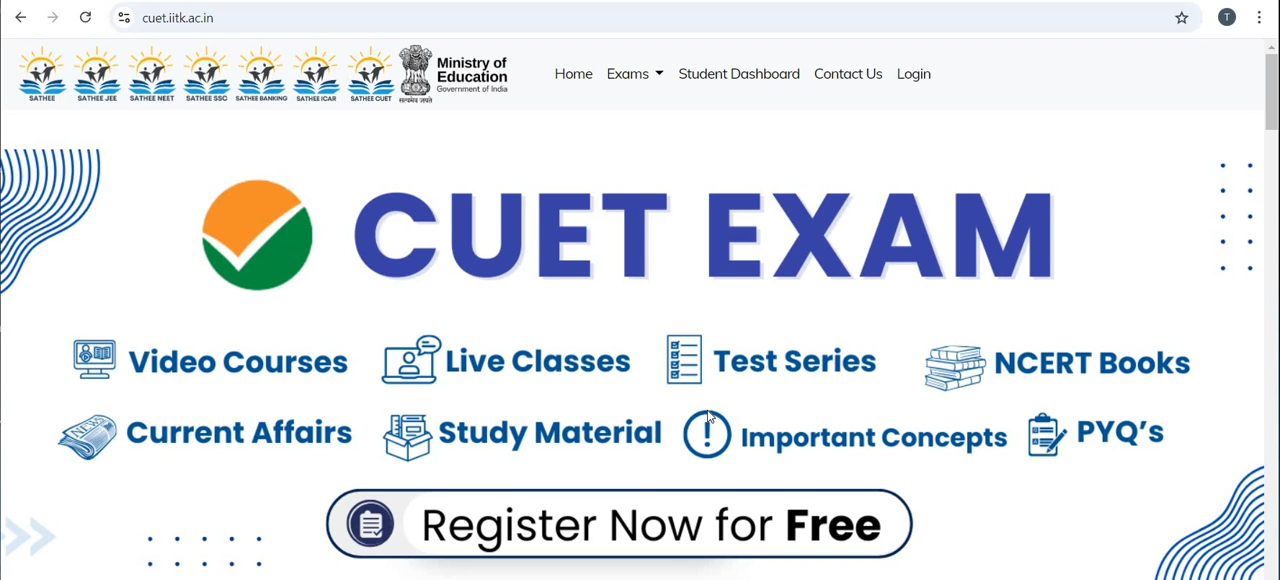 cuet.iitk.ac.in
T
SATHEE
SATHEE JEE
SATHEE NEET
SATHEE SSC
SATHEE BANKING
SATHEE ICAR
SATHEE CUET
सत्यमेव जयते
Ministry of
Education
Government of India
Home Exams Student Dashboard Contact Us Login
CUET EXAM
Video Courses Live Classes Test Series NCERT Books
NEWS
Current Affairs Study Material Important Concepts PYQ's
Register Now for Free